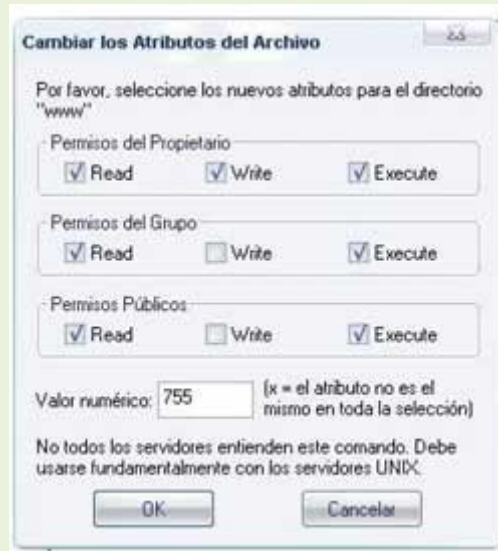 Cambiar los Atributos del Archivo
Por favor, seleccione los nuevos atributos para el directorio
"www"
Permisos del Propietario
Read Write Execute
Permisos del Grupo
Read Write Execute
Permisos Públicos
Read Write Execute
Valor numérico: 755 (x = el atributo no es el
mismo en toda la selección)
No todos los servidores entienden este comando. Debe
usarse fundamentalmente con los servidores UNIX.
OK Cancelar